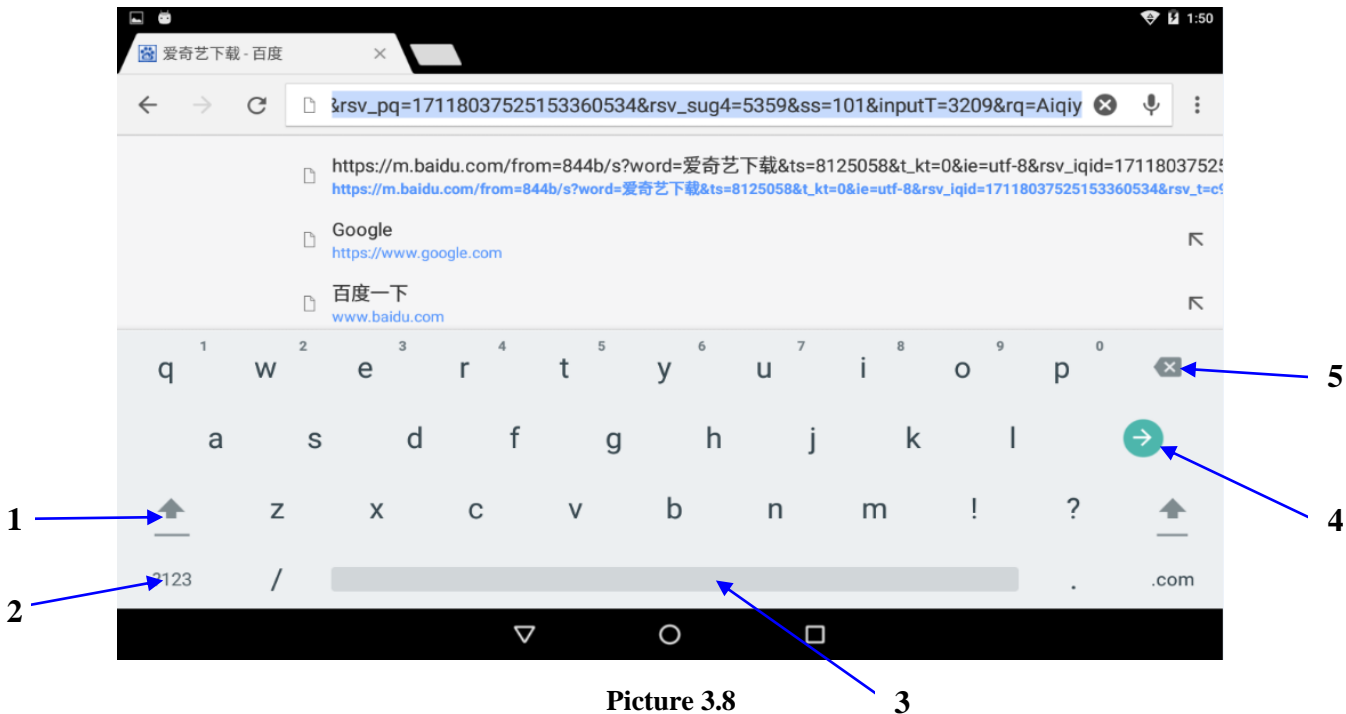 1:50
爱奇艺下载 - 百度
&rsv_pq=17118037525153360534&rsv_sug4=5359&ss=101&inputT=3209&rq=Aiqiy
https://m.baidu.com/from=844b/s?word=爱奇艺下载&ts=8125058&t_kt=0&ie=utf-8&rsv_iqid=171180375
https://m.baidu.com/from=844b/s?word=爱奇艺下载&ts=8125058&t_kt=0&ie=utf-8&rsv_iqid=17118037525153360534&rsv_t=c9
Google
https://www.google.com
百度一下
www.baidu.com
1 2 3 4 5 6 7 8 9 0
q w e r t y u i o p
5
a s d f g h j k l
4
1
z x c v b n m ! ?
2
?123 / . .com
3
Picture 3.8